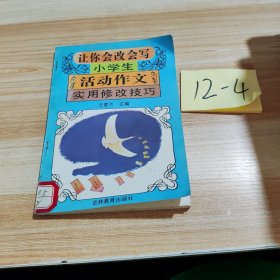 让你会改会写
小学生
活动作文
实用修改技巧
主编
吉林教育出版社
12-4